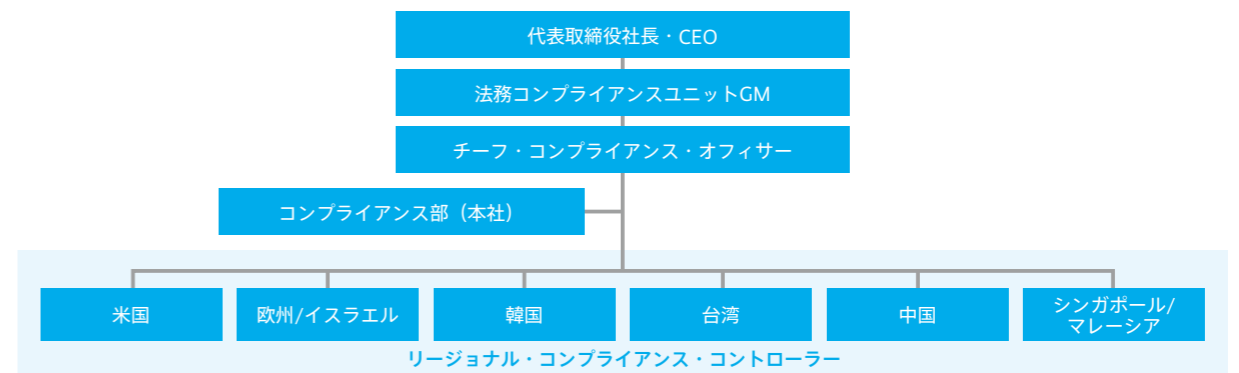 代表取締役社長・CEO
法務コンプライアンスユニットGM
チーフ・コンプライアンス・オフィサー
コンプライアンス部（本社）
米国
欧州/イスラエル
韓国
台湾
中国
シンガポール/
マレーシア
リージョナル・コンプライアンス・コントローラー